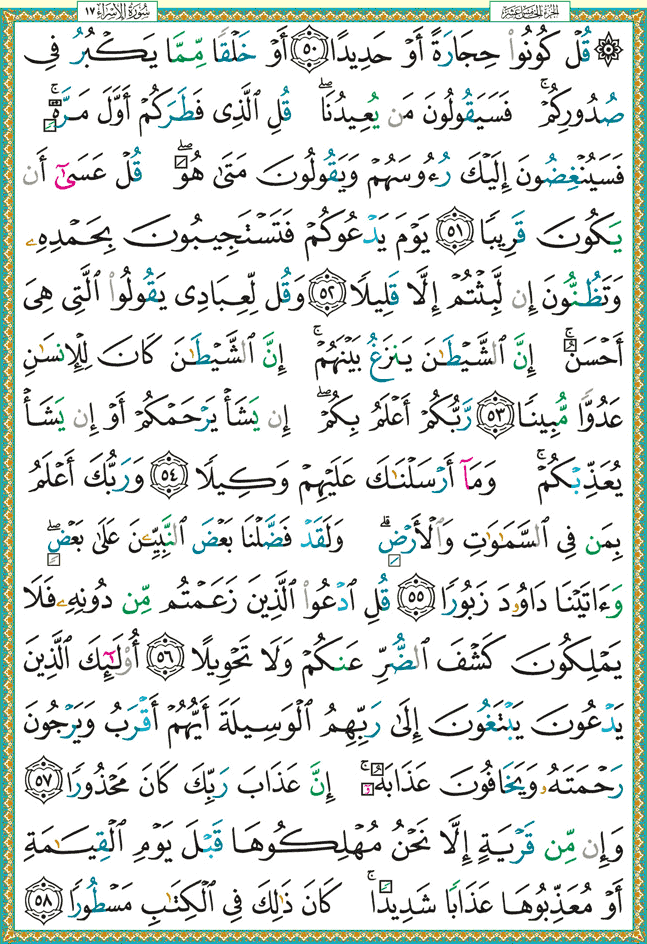 سُورَةُ الإِسْرَاء ١٧
الجزء الخامس عشر
۞ قُلْ كُونُوا۟ حِجَارَةً أَوْ حَدِيدًا ٥٠ أَوْ خَلْقًا مِّمَّا يَكْبُرُ فِى
صُدُورِكُمْ ۚ فَسَيَقُولُونَ مَن يُعِيدُنَا ۖ قُلِ ٱلَّذِى فَطَرَكُمْ أَوَّلَ مَرَّةٍ ۚ
فَسَيُنْغِضُونَ إِلَيْكَ رُءُوسَهُمْ وَيَقُولُونَ مَتَىٰ هُوَ ۖ قُلْ عَسَىٰٓ أَن
يَكُونَ قَرِيبًا ٥١ يَوْمَ يَدْعُوكُمْ فَتَسْتَجِيبُونَ بِحَمْدِهِۦ
وَتَظُنُّونَ إِن لَّبِثْتُمْ إِلَّا قَلِيلًا ٥٢ وَقُل لِّعِبَادِى يَقُولُوا۟ ٱلَّتِى هِىَ
أَحْسَنُ ۚ إِنَّ ٱلشَّيْطَـٰنَ يَنزَغُ بَيْنَهُمْ ۚ إِنَّ ٱلشَّيْطَـٰنَ كَانَ لِلْإِنسَـٰنِ
عَدُوًّا مُّبِينًا ٥٣ رَّبُّكُمْ أَعْلَمُ بِكُمْ ۖ إِن يَشَأْ يَرْحَمْكُمْ أَوْ إِن يَشَأْ
يُعَذِّبْكُمْ ۚ وَمَآ أَرْسَلْنَـٰكَ عَلَيْهِمْ وَكِيلًا ٥٤ وَرَبُّكَ أَعْلَمُ
بِمَن فِى ٱلسَّمَـٰوَٰتِ وَٱلْأَرْضِ ۗ وَلَقَدْ فَضَّلْنَا بَعْضَ ٱلنَّبِيِّـۧنَ عَلَىٰ بَعْضٍ ۖ
وَءَاتَيْنَا دَاوُۥدَ زَبُورًا ٥٥ قُلِ ٱدْعُوا۟ ٱلَّذِينَ زَعَمْتُم مِّن دُونِهِۦ فَلَا
يَمْلِكُونَ كَشْفَ ٱلضُّرِّ عَنكُمْ وَلَا تَحْوِيلًا ٥٦ أُو۟لَـٰٓئِكَ ٱلَّذِينَ
يَدْعُونَ يَبْتَغُونَ إِلَىٰ رَبِّهِمُ ٱلْوَسِيلَةَ أَيُّهُمْ أَقْرَبُ وَيَرْجُونَ
رَحْمَتَهُۥ وَيَخَافُونَ عَذَابَهُۥٓ ۚ إِنَّ عَذَابَ رَبِّكَ كَانَ مَحْذُورًا ٥٧
وَإِن مِّن قَرْيَةٍ إِلَّا نَحْنُ مُهْلِكُوهَا قَبْلَ يَوْمِ ٱلْقِيَـٰمَةِ
أَوْ مُعَذِّبُوهَا عَذَابًا شَدِيدًا ۚ كَانَ ذَٰلِكَ فِى ٱلْكِتَـٰبِ مَسْطُورًا ٥٨